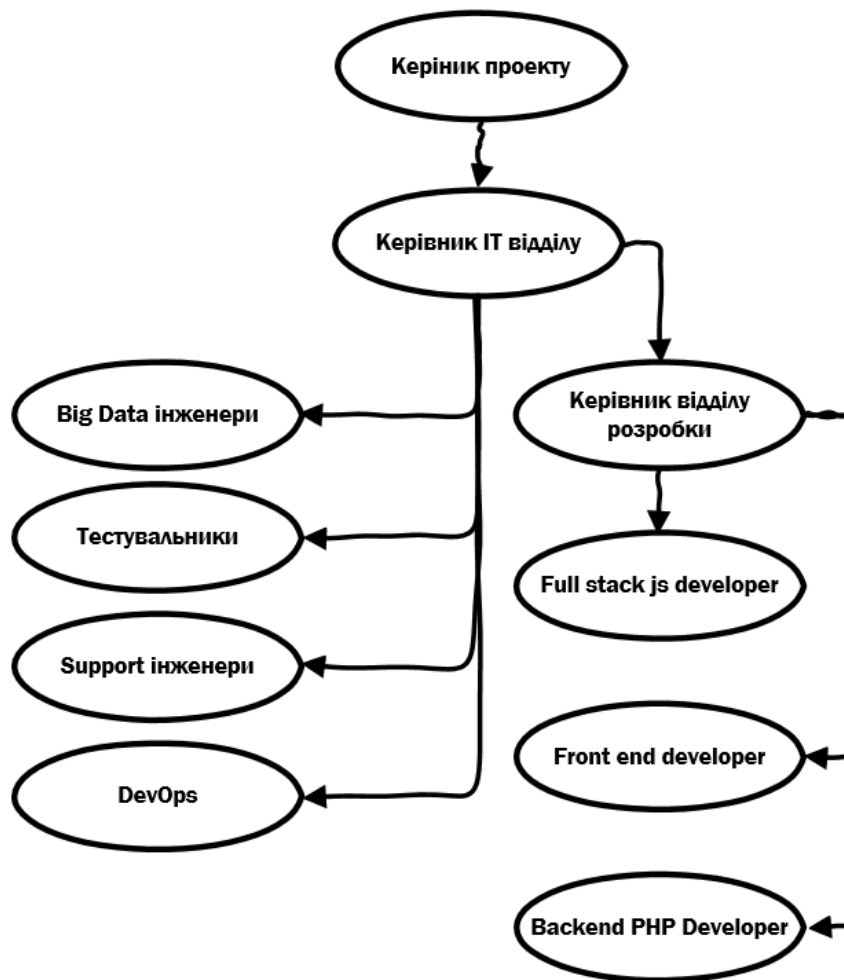 Керіник проекту
Керівник ІТ відділу
Big Data інженери
Керівник відділу
розробки
Тестувальники
Full stack js developer
Support інженери
Front end developer
DevOps
Backend PHP Developer